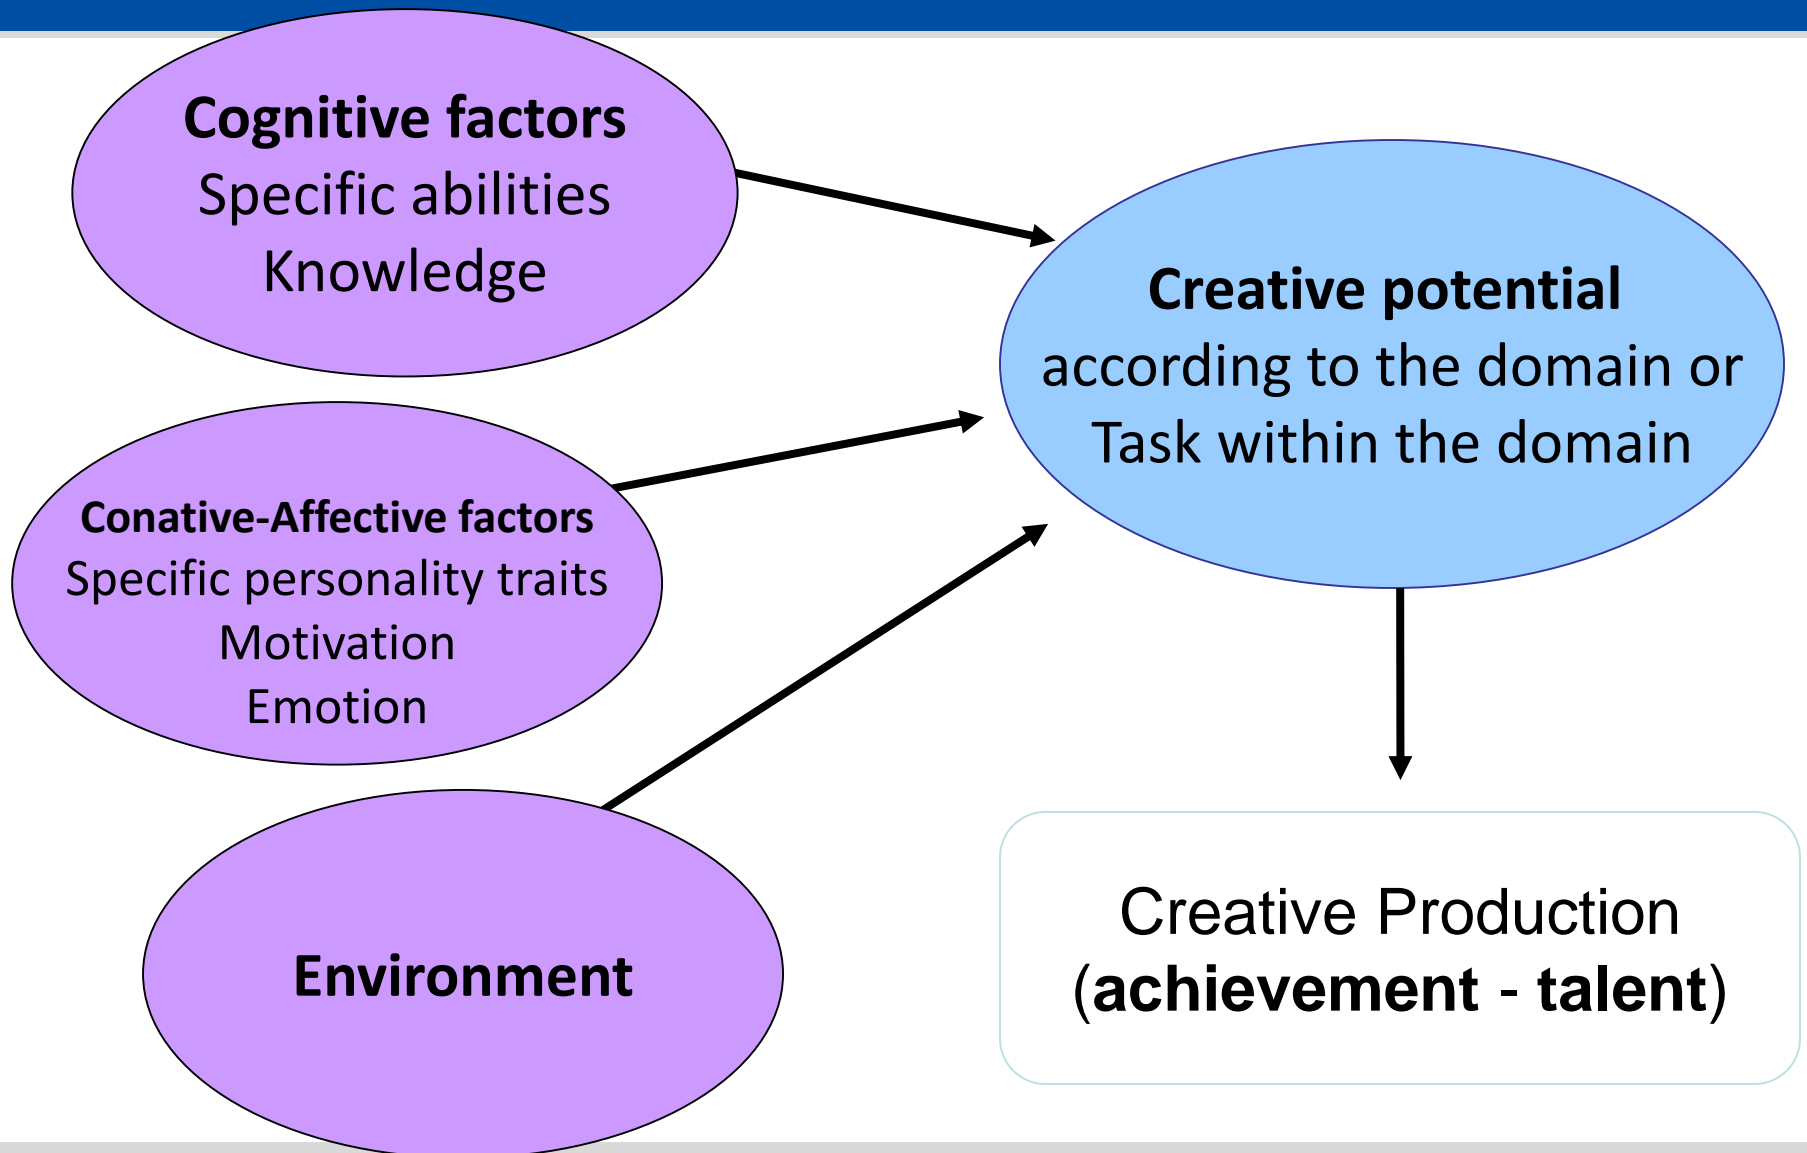 Cognitive factors
Specific abilities
Knowledge
Creative potential
according to the domain or
Task within the domain
Conative-Affective factors
Specific personality traits
Motivation
Emotion
Environment
Creative Production
(achievement - talent)